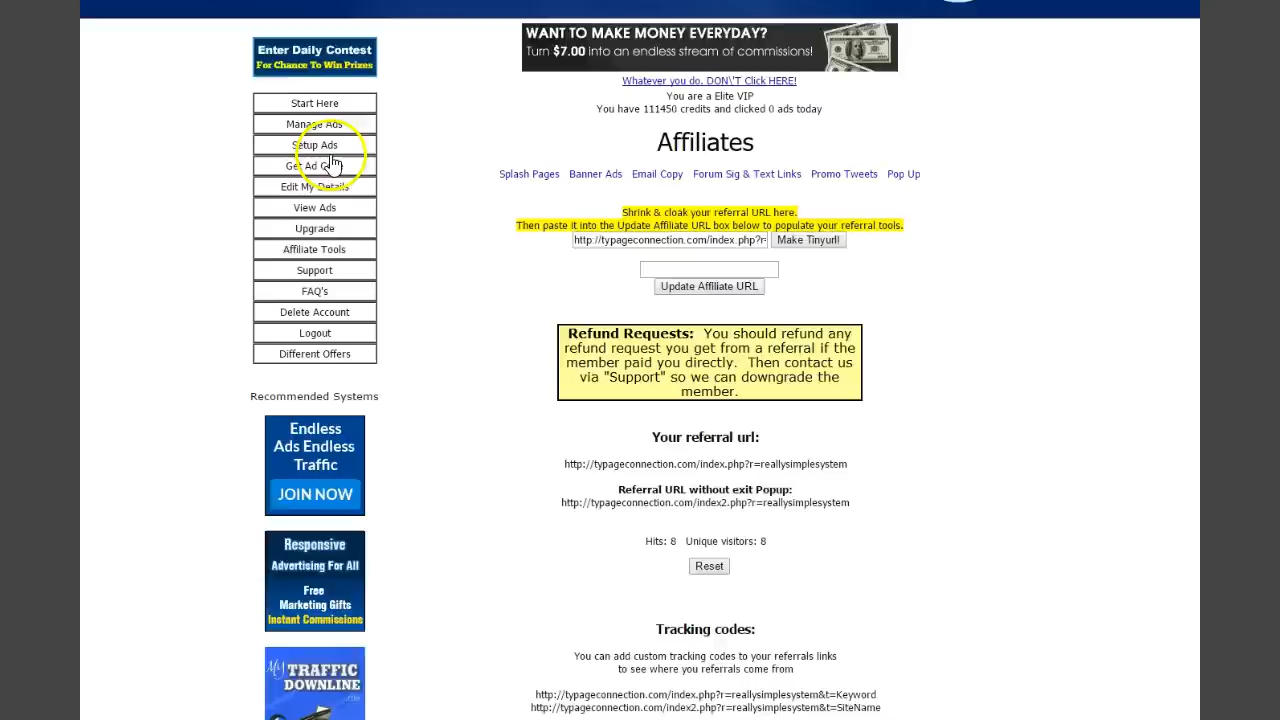 WANT TO MAKE MONEY EVERYDAY?
Turn $7.00 into an endless stream of commissions!
Whatever you do, DON\'T Click HERE!
You are a Elite VIP
You have 111450 credits and clicked 0 ads today
Enter Daily Contest
For Chance To Win Prizes
Start Here
Manage Ads
Setup Ads
Get Ad
Edit My Details
View Ads
Upgrade
Affiliate Tools
Support
FAQ's
Delete Account
Logout
Different Offers
Recommended Systems
Endless
Ads Endless
Traffic
JOIN NOW
Responsive
Advertising For All
Free
Marketing Gifts
Instant Commissions
My
TRAFFIC
DOWNLINE
Affiliates
Splash Pages Banner Ads Email Copy Forum Sig & Text Links Promo Tweets Pop Up
Shrink & cloak your referral URL here.
Then paste it into the Update Affiliate URL box below to populate your referral tools.
http://typageconnection.com/index.php?r= Make Tinyurl!
Update Affiliate URL
Refund Requests: You should refund any
refund request you get from a referral if the
member paid you directly. Then contact us
via "Support" so we can downgrade the
member.
Your referral url:
http://typageconnection.com/index.php?r=reallysimplesystem
Referral URL without exit Popup:
http://typageconnection.com/index2.php?r=reallysimplesystem
Hits: 8 Unique visitors: 8
Reset
Tracking codes:
You can add custom tracking codes to your referrals links
to see where you referrals come from
http://typageconnection.com/index.php?r=reallysimplesystem&t=Keyword
http://typageconnection.com/index2.php?r=reallysimplesystem&t=SiteName